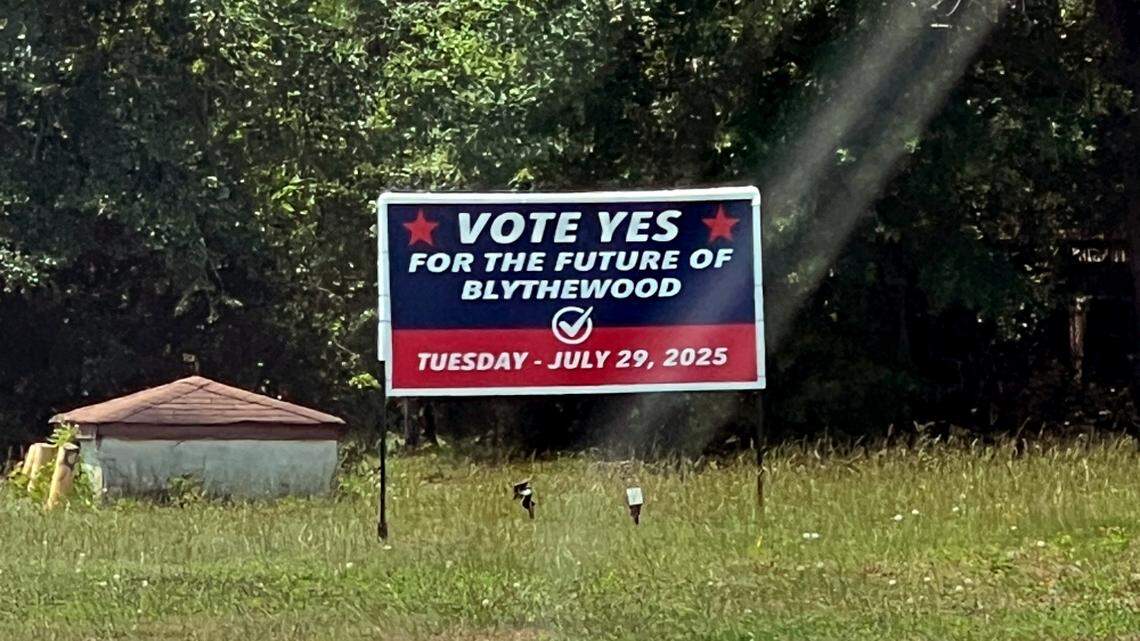 VOTE YES
FOR THE FUTURE OF
BLYTHEWOOD
TUESDAY - JULY 29, 2025